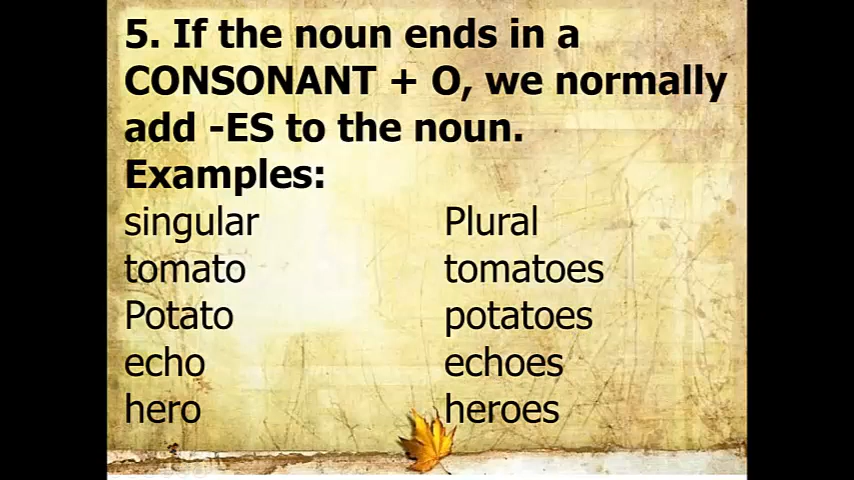 5. If the noun ends in a
CONSONANT + O, we normally
add -ES to the noun.
Examples:
singular Plural
tomato tomatoes
Potato potatoes
echo echoes
hero heroes